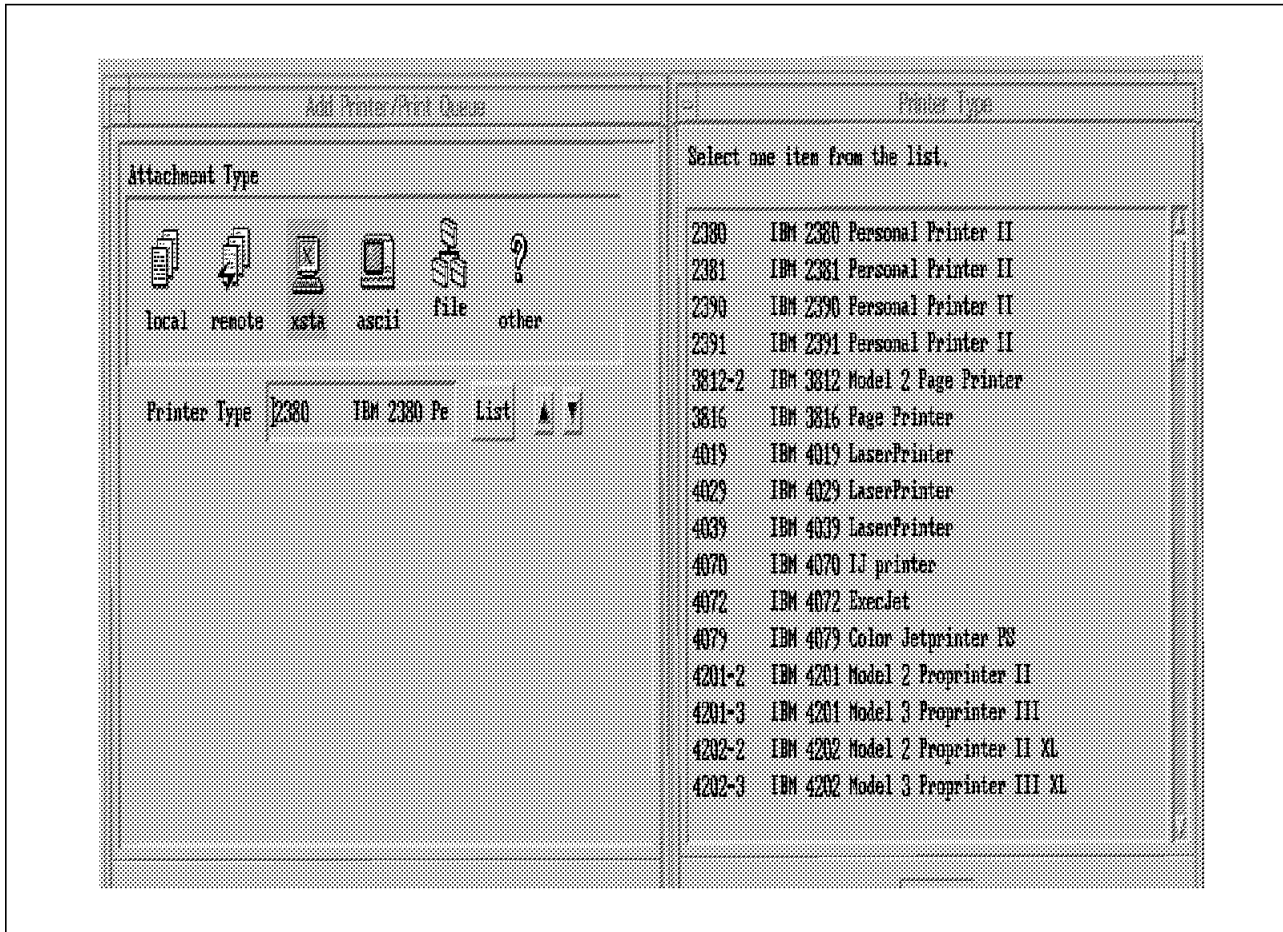 Add Printer/Print Queue
Attachment Type
local remote xsta ascii file other
Printer Type 2380 IBM 2380 Pe List
Printer Type
Select one item from the list.
2380 IBM 2380 Personal Printer II
2381 IBM 2381 Personal Printer II
2390 IBM 2390 Personal Printer II
2391 IBM 2391 Personal Printer II
3812-2 IBM 3812 Model 2 Page Printer
3816 IBM 3816 Page Printer
4019 IBM 4019 LaserPrinter
4029 IBM 4029 LaserPrinter
4039 IBM 4039 LaserPrinter
4070 IBM 4070 IJ printer
4072 IBM 4072 ExecJet
4079 IBM 4079 Color Jetprinter PS
4201-2 IBM 4201 Model 2 Proprinter II
4201-3 IBM 4201 Model 3 Proprinter III
4202-2 IBM 4202 Model 2 Proprinter II XL
4202-3 IBM 4202 Model 3 Proprinter III XL